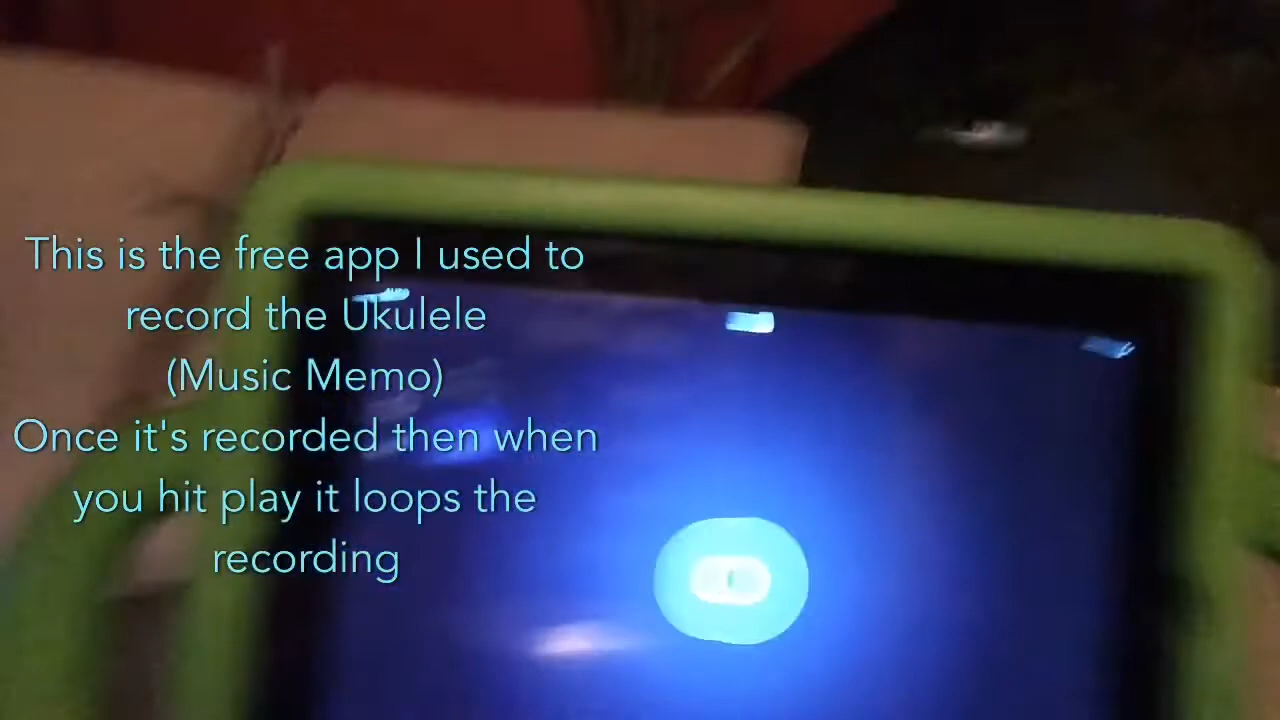 This is the free app I used to
record the Ukulele
(Music Memo)
Once it's recorded then when
you hit play it loops the
recording